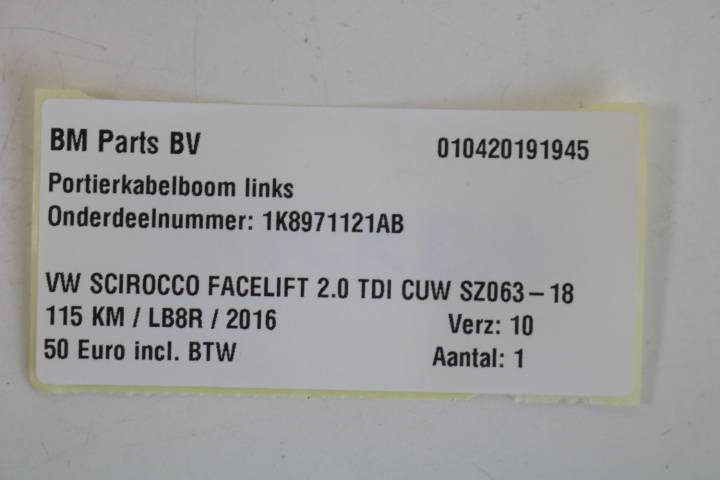 BM Parts BV 010420191945
Portierkabelboom links
Onderdeelnummer: 1K8971121AB
VW SCIROCCO FACELIFT 2.0 TDI CUW SZ063-18
115 KM / LB8R / 2016 Verz: 10
50 Euro incl. BTW Aantal: 1